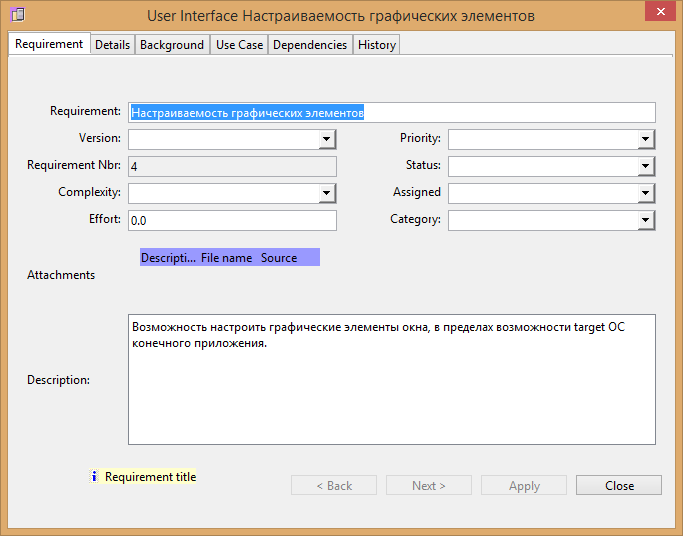 User Interface Настраиваемость графических элементов
Requirement Details Background Use Case Dependencies History
Requirement: Настраиваемость графических элементов
Version: Priority:
Requirement Nbr: 4 Status:
Complexity: Assigned
Effort: 0.0 Category:
Descripti... File name Source
Attachments
Возможность настроить графические элементы окна, в пределах возможности target ОС
конечного приложения.
Description:
i Requirement title
< Back Next > Apply Close